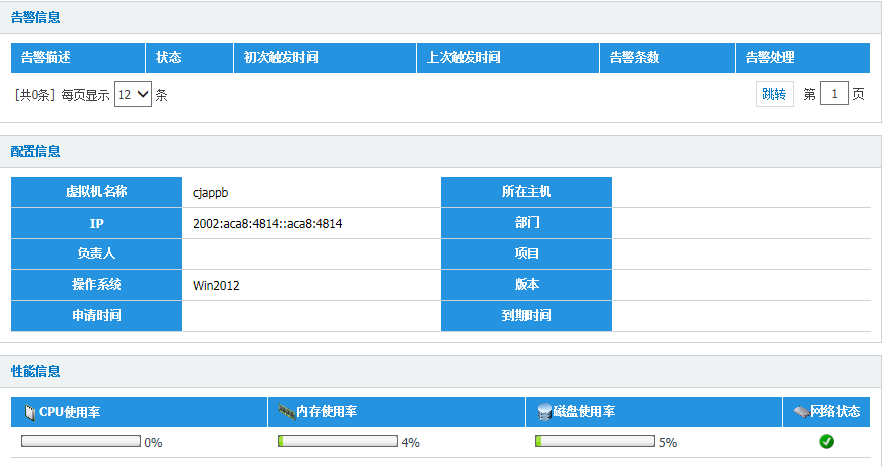 告警信息
告警描述 状态 初次触发时间 上次触发时间 告警条数 告警处理
[共0条] 每页显示 12 条 跳转 第 1 页
配置信息
虚拟机名称 cjappb 所在主机
IP 2002:aca8:4814::aca8:4814 部门
负责人 项目
操作系统 Win2012 版本
申请时间 到期时间
性能信息
CPU使用率 内存使用率 磁盘使用率 网络状态
0% 4% 5%